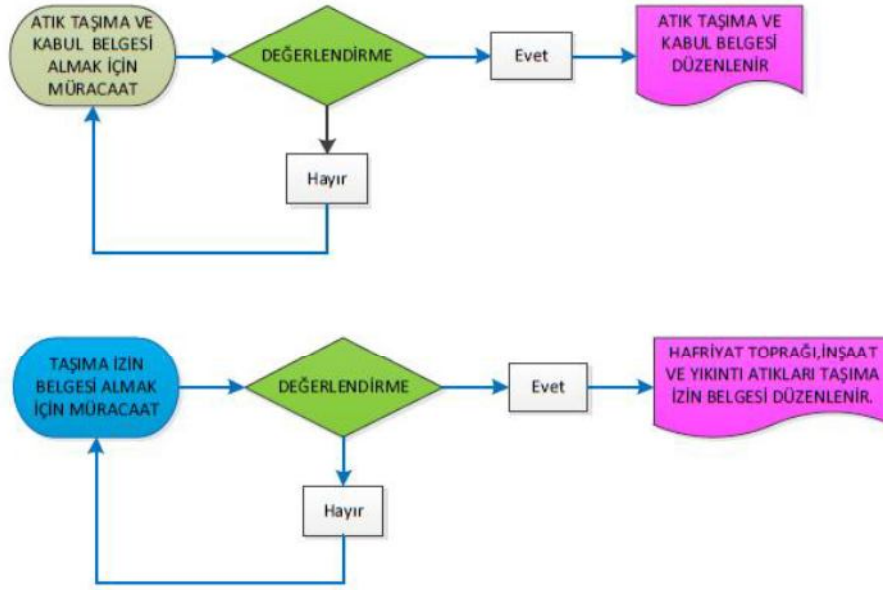 ATIK TAŞIMA VE
KABUL BELGESİ
ALMAK İÇİN
MÜRACAAT
DEĞERLENDİRME
Evet
ATIK TAŞIMA VE
KABUL BELGESİ
DÜZENLENİR
Hayır
TAŞIMA İZİN
BELGESİ ALMAK
İÇİN MÜRACAAT
DEĞERLENDİRME
Evet
HAFRİYAT TOPRAĞI,İNŞAAT
VE YIKINTI ATIKLARI TAŞIMA
İZİN BELGESİ DÜZENLENİR.
Hayır